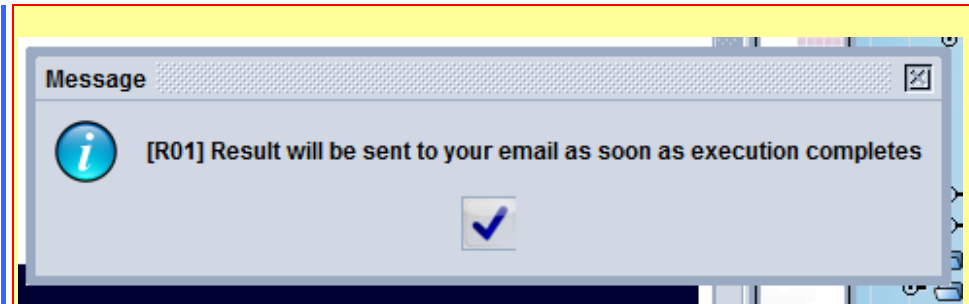 Message
[R01] Result will be sent to your email as soon as execution completes